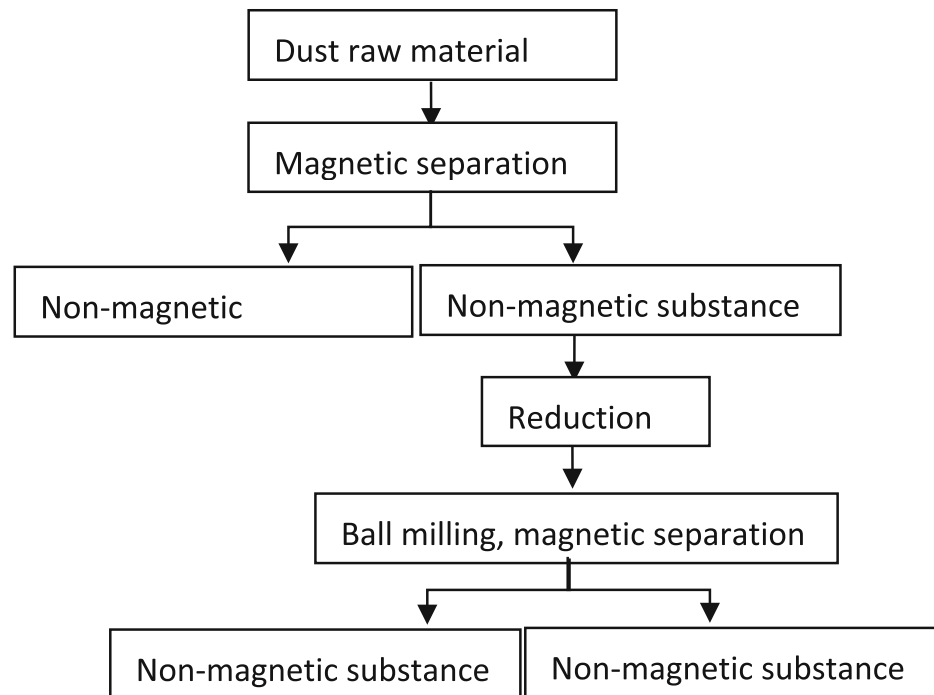 Dust raw material
Magnetic separation
Non-magnetic
Non-magnetic substance
Reduction
Ball milling, magnetic separation
Non-magnetic substance
Non-magnetic substance